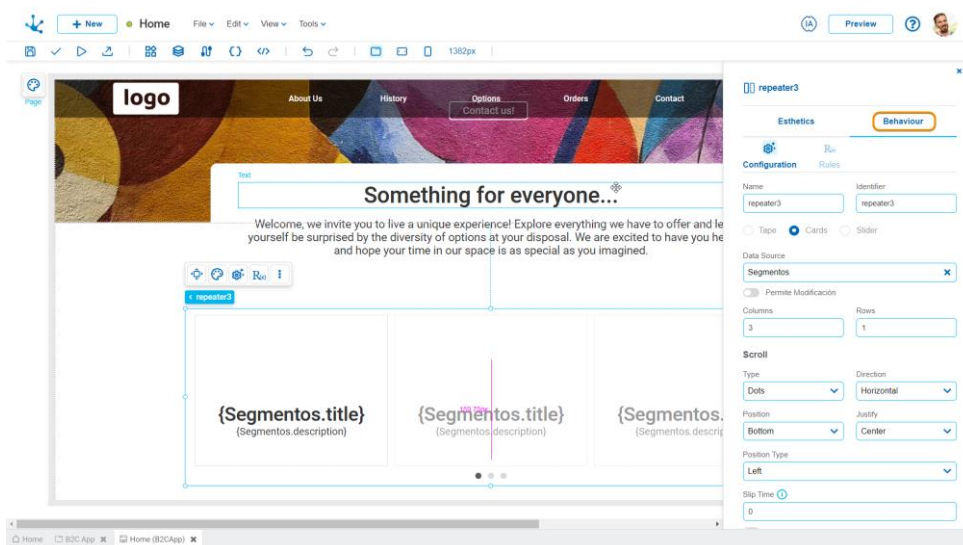 + New
Home
File
Edit
View
Tools
IA
Preview
?
1382px
Page
logo
About Us
History
Options
Orders
Contact
Contact us!
Text
Something for everyone...
Welcome, we invite you to live a unique experience! Explore everything we have to offer and le
yourself be surprised by the diversity of options at your disposal. We are excited to have you he
and hope your time in our space is as special as you imagined.
< repeater3
{Segmentos.title}
{Segmentos.title}
{Segmentos.
{Segmentos.description}
{Segmentos.description}
{Segmentos.descrip
repeater3
Esthetics
Behaviour
Configuration
Rules
Name
Identifier
repeater3
repeater3
Tape
Cards
Slider
Data Source
Segmentos
Permite Modificación
Columns
Rows
3
1
Scroll
Type
Direction
Dots
Horizontal
Position
Justify
Bottom
Center
Position Type
Left
Slip Time
0
Home
B2C App
Home (B2CApp)